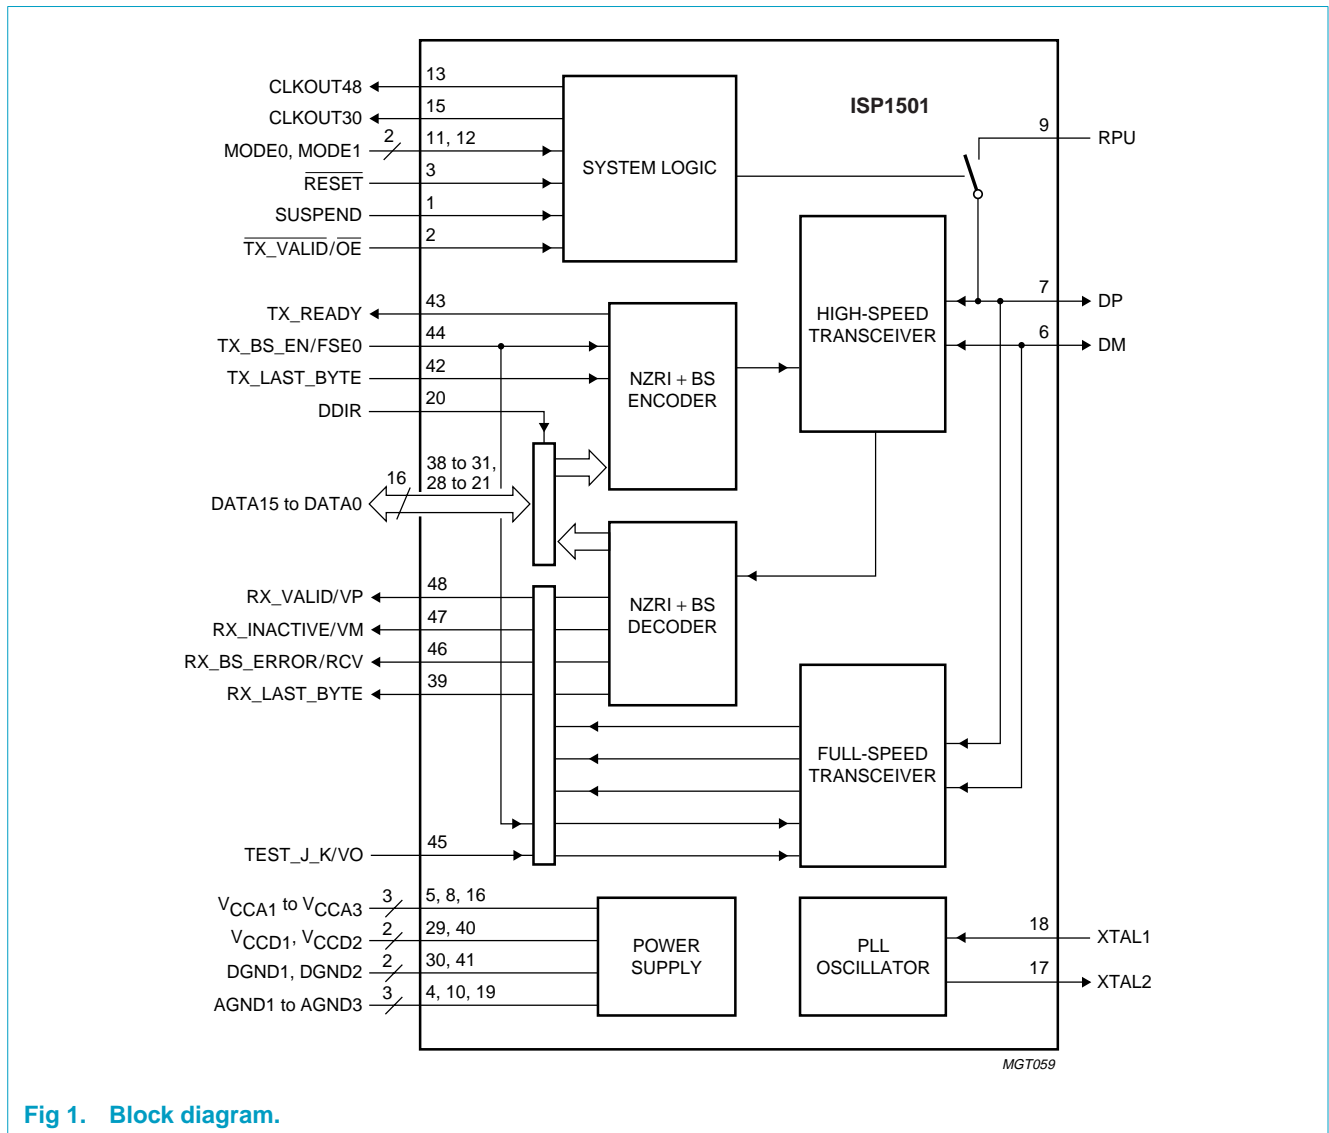 ISP1501
CLKOUT48
13
CLKOUT30
15
MODE0, MODE1
2
11, 12
RESET
3
SUSPEND
1
TX_VALID/OE
2
SYSTEM LOGIC
9
RPU
TX_READY
43
TX_BS_EN/FSE0
44
TX_LAST_BYTE
42
DDIR
20
NZRI + BS
ENCODER
HIGH-SPEED
TRANSCEIVER
7
DP
6
DM
DATA15 to DATA0
16
38 to 31,
28 to 21
RX_VALID/VP
48
RX_INACTIVE/VM
47
RX_BS_ERROR/RCV
46
RX_LAST_BYTE
39
NZRI + BS
DECODER
FULL-SPEED
TRANSCEIVER
TEST_J_K/VO
45
VCCA1 to VCCA3
3
5, 8, 16
VCCD1, VCCD2
2
29, 40
DGND1, DGND2
2
30, 41
AGND1 to AGND3
3
4, 10, 19
POWER
SUPPLY
PLL
OSCILLATOR
18
XTAL1
17
XTAL2
MGT059
Fig 1. Block diagram.